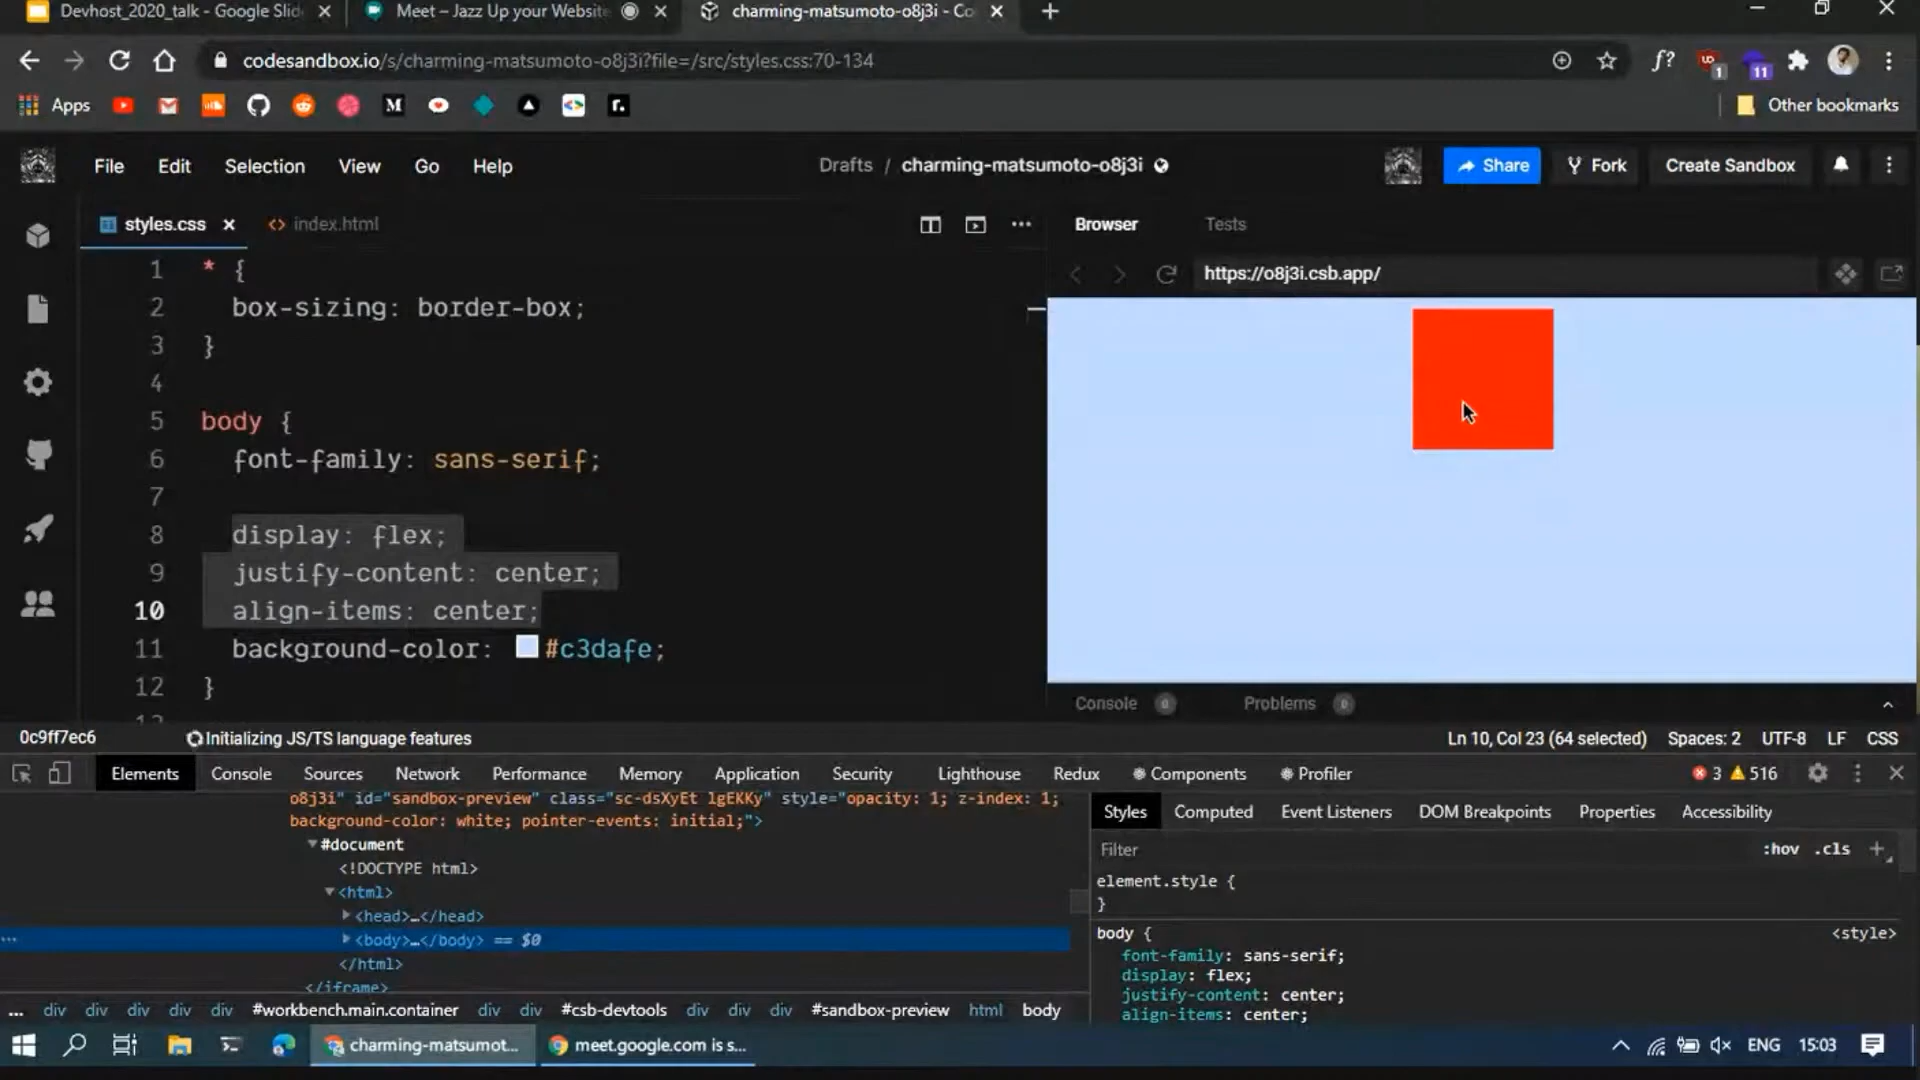 Devhost_2020_talk - Google Slid
Meet – Jazz Up your Website
charming-matsumoto-o8j3i - Co
codesandbox.io/s/charming-matsumoto-o8j3i?file=/src/styles.css:70-134
f?
1
11
Apps
M
r.
Other bookmarks
File
Edit
Selection
View
Go
Help
Drafts / charming-matsumoto-o8j3i
Share
Fork
Create Sandbox
styles.css
index.html
Browser
Tests
https://o8j3i.csb.app/
1 * {
2 box-sizing: border-box;
3 }
4
5 body {
6 font-family: sans-serif;
7
8 display: flex;
9 justify-content: center;
10 align-items: center;
11 background-color: #c3dafe;
12 }
Console 0
Problems 0
0c9ff7ec6
Initializing JS/TS language features
Ln 10, Col 23 (64 selected)
Spaces: 2
UTF-8
LF
CSS
Elements
Console
Sources
Network
Performance
Memory
Application
Security
Lighthouse
Redux
Components
Profiler
3
516
o8j3i" id="sandbox-preview" class="sc-dsXyEt lgEKKy" style="opacity: 1; z-index: 1;
background-color: white; pointer-events: initial;">
#document
<!DOCTYPE html>
<html>
<head>…</head>
<body>…</body> == $0
</html>
</iframe>
Styles
Computed
Event Listeners
DOM Breakpoints
Properties
Accessibility
Filter
:hov .cls +
element.style {
}
body {
<style>
font-family: sans-serif;
display: flex;
justify-content: center;
align-items: center;
... div div div div div #workbench.main.container div div #csb-devtools div div div #sandbox-preview html body
charming-matsumot...
meet.google.com is s...
ENG
15:03